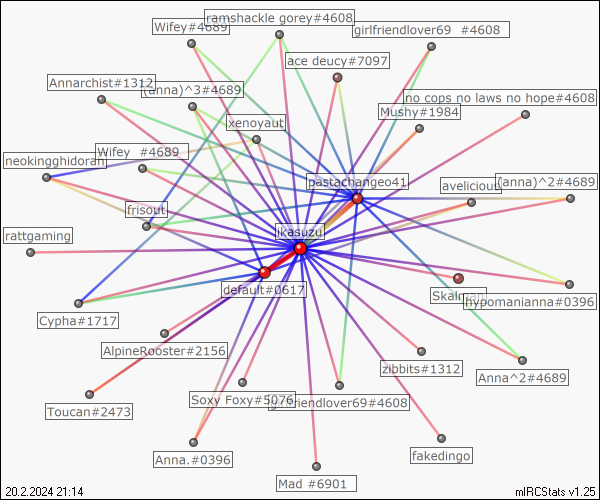 ramshackle gorey#4608
Wifey#4689
girlfriendlover69 #4608
ace deucy#7097
Annarchist#1312
(anna)^3#4689
no cops no laws no hope#4608
Mushy#1984
xenoyaut
Wifey #4689
neokingghidorah
pastachangeo41
avelicious
(anna)^2#4689
frisout
ikasuzu
rattgaming
default#0617
hypomanianna#0396
Cypha#1717
AlpineRooster#2156
zibbits#1312
Anna^2#4689
Soxy Foxy#5076
girlfriendlover69#4608
Toucan#2473
Anna.#0396
fakedingo
Mad #6901
20.2.2024 21:14
mIRCStats v1.25